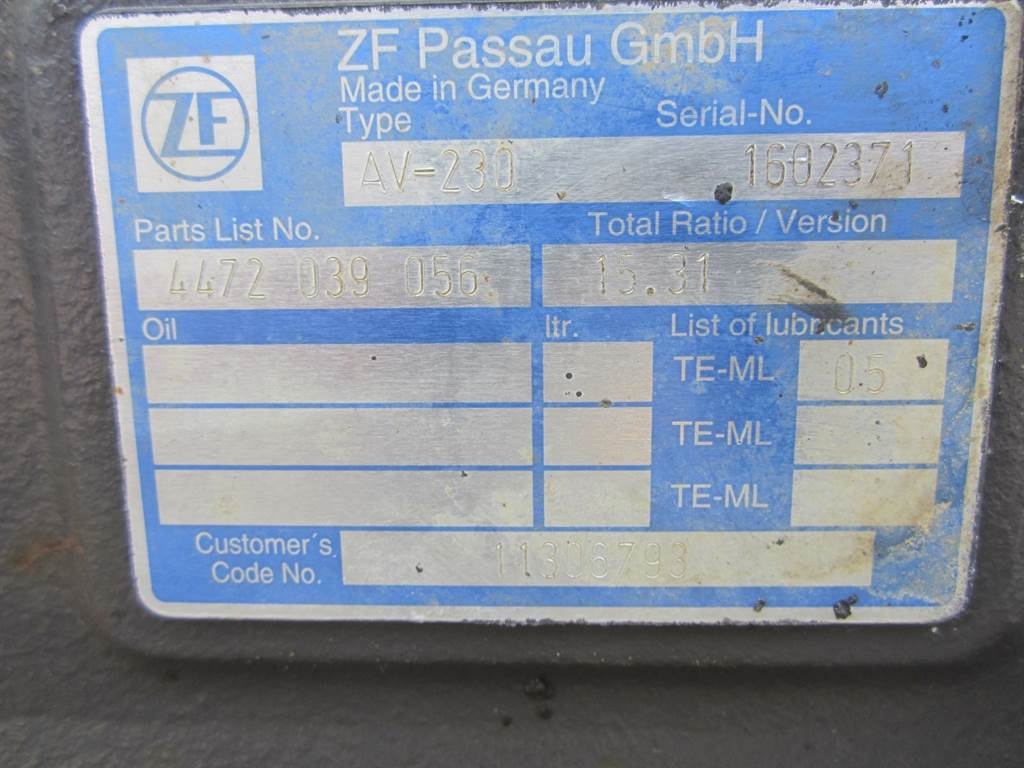 ZF
ZF Passau GmbH
Made in Germany
Type Serial-No.
AV-230 1602371
Parts List No. Total Ratio / Version
4472 039 056 15.31
Oil ltr. List of lubricants
TE-ML 05
TE-ML
TE-ML
Customer's
Code No. 11306793